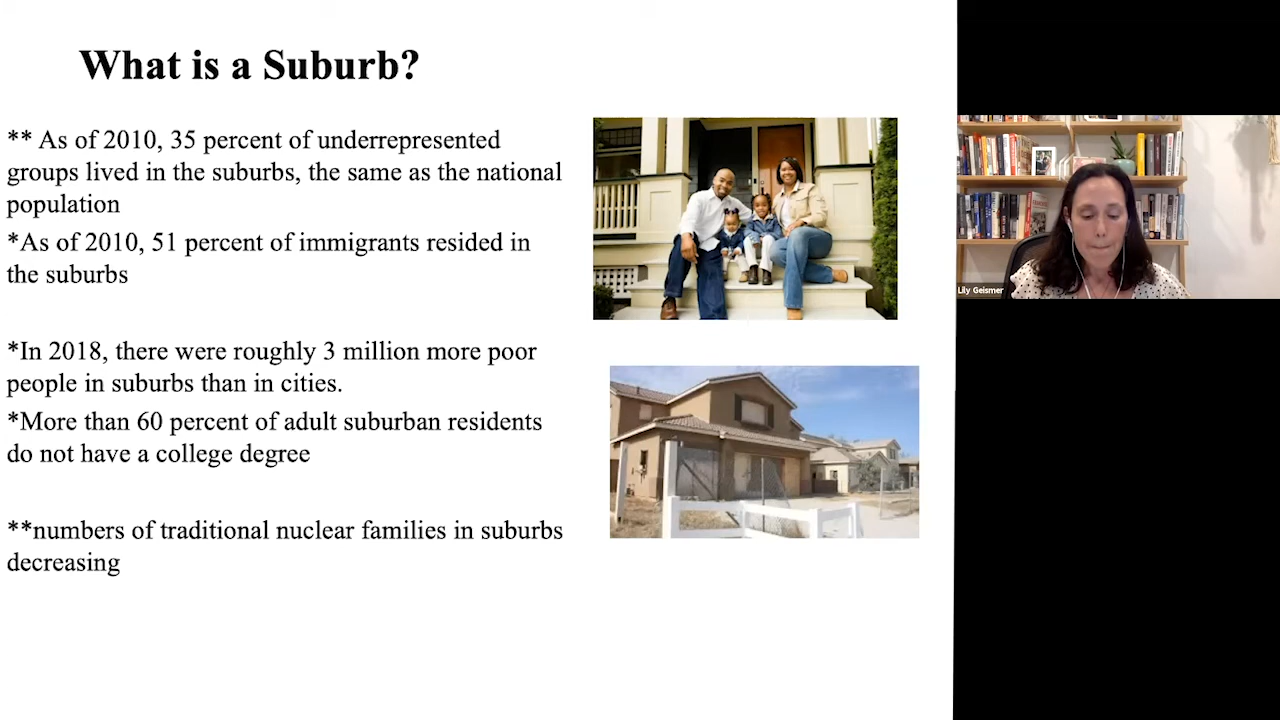 What is a Suburb?
** As of 2010, 35 percent of underrepresented
groups lived in the suburbs, the same as the national
population
*As of 2010, 51 percent of immigrants resided in
the suburbs
*In 2018, there were roughly 3 million more poor
people in suburbs than in cities.
*More than 60 percent of adult suburban residents
do not have a college degree
**numbers of traditional nuclear families in suburbs
decreasing
Lily Geismer